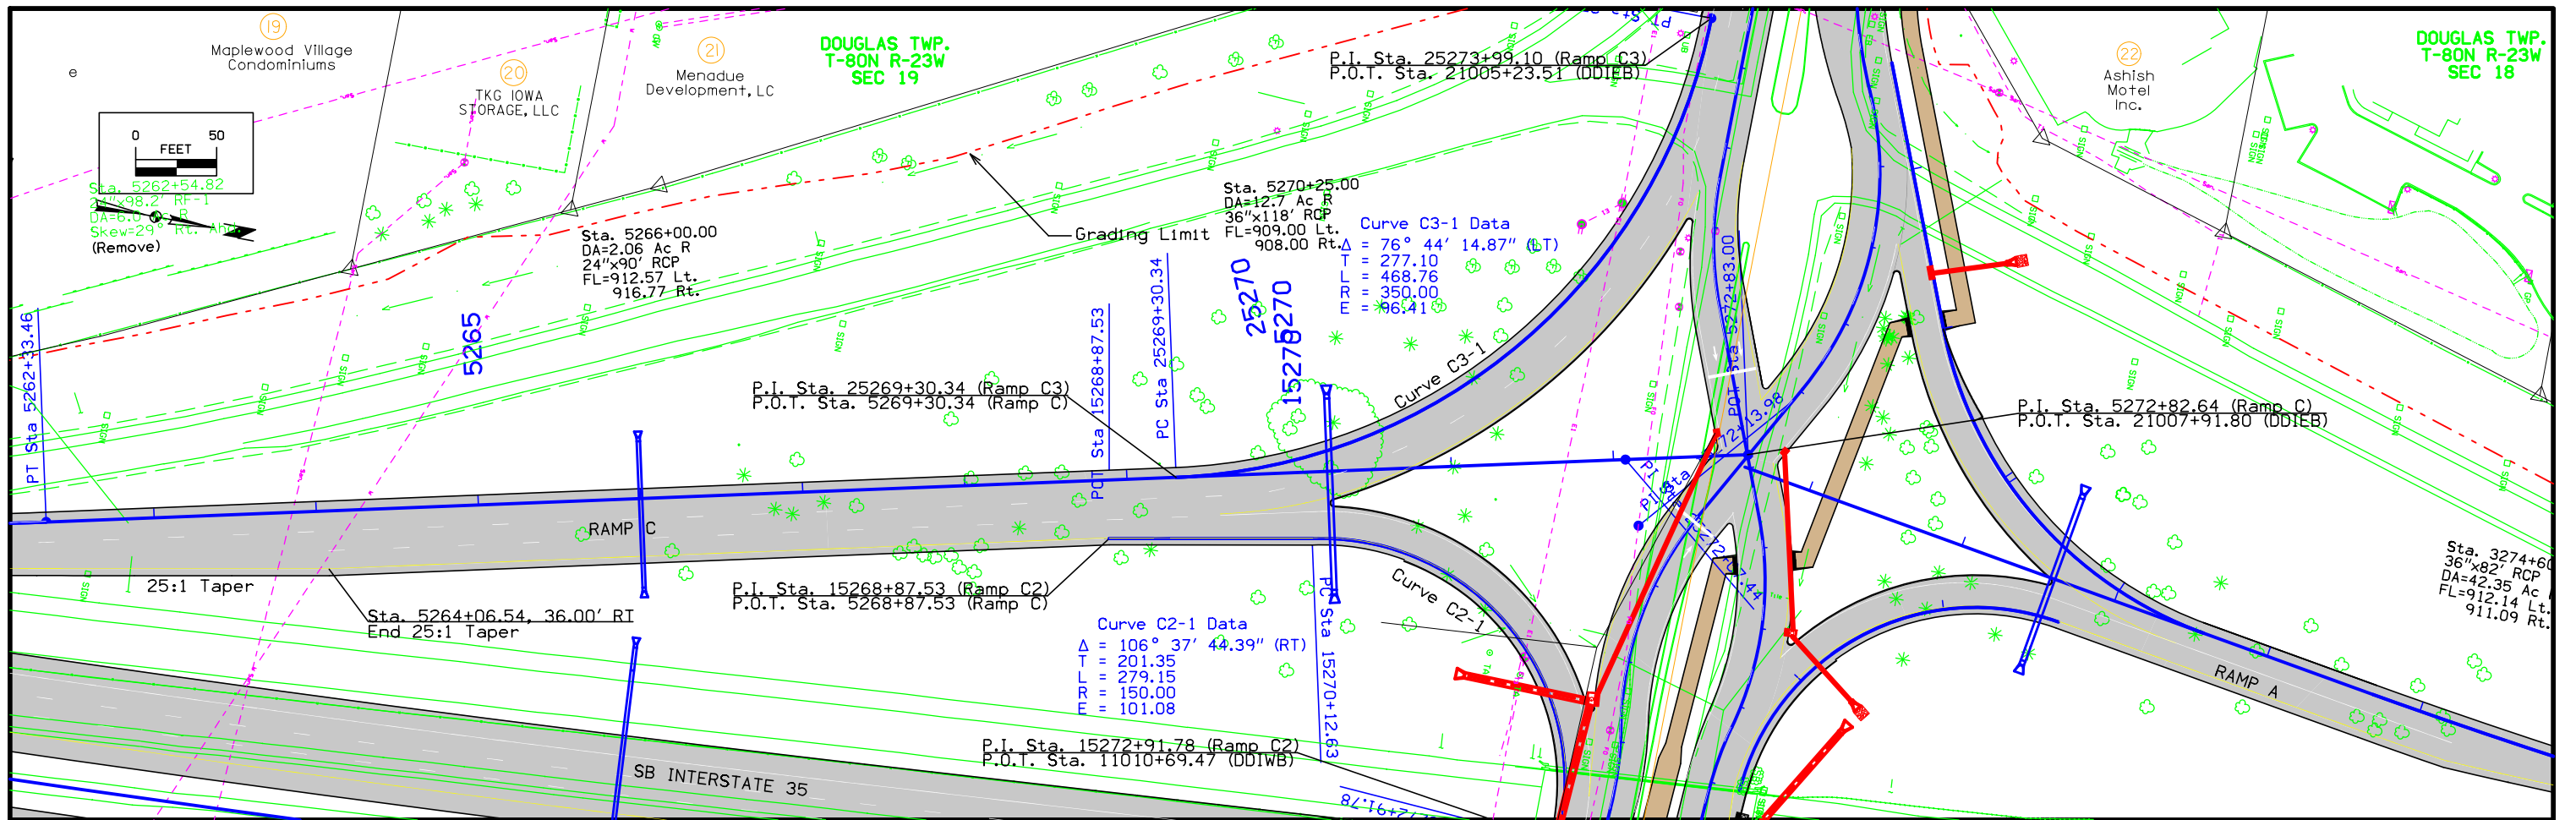 19
Maplewood Village
Condominiums
e
20
TKG IOWA
STORAGE, LLC
21
Menadue
Development, LC
DOUGLAS TWP.
T-80N R-23W
SEC 19
22
Ashish
Motel
Inc.
DOUGLAS TWP.
T-80N R-23W
SEC 18
0 50
FEET
Sta. 5262+54.82
24"x98.2' RF-1
Skew=29° Rt.
(Remove)
P.I. Sta. 25273+99.10 (Ramp C3)
P.O.T. Sta. 21005+23.51 (DDIEB)
Grading Limit
Sta. 5266+00.00
DA=2.06 Ac R
24"x90' RCP
FL=912.57 Lt.
916.77 Rt.
Sta. 5270+25.00
DA=12.7 Ac R
36"x118' RCP
FL=909.00 Lt.
908.00 Rt.
Curve C3-1 Data
Δ = 76° 44' 14.87" (LT)
T = 277.10
L = 468.76
R = 350.00
E = 96.41
PT Sta 5262+33.46
5265
POT Sta 15268+87.53
PC Sta 25269+30.34
25270
5270
15270
POT Sta 5272+83.00
P.I. Sta. 25269+30.34 (Ramp C3)
P.O.T. Sta. 5269+30.34 (Ramp C)
Curve C3-1
P.I. Sta. 5272+82.64 (Ramp C)
P.O.T. Sta. 21007+91.80 (DDIEB)
PI Sta
PI Sta
RAMP C
25:1 Taper
Sta. 5264+06.54, 36.00' RT
End 25:1 Taper
P.I. Sta. 15268+87.53 (Ramp C2)
P.O.T. Sta. 5268+87.53 (Ramp C)
Curve C2-1
Curve C2-1 Data
Δ = 106° 37' 44.39" (RT)
T = 201.35
L = 279.15
R = 150.00
E = 101.08
PC Sta 15270+12.63
P.I. Sta. 15272+91.78 (Ramp C2)
P.O.T. Sta. 11010+69.47 (DDIWB)
SB INTERSTATE 35
RAMP A
Sta. 3274+60
36"x82' RCP
DA=42.35 Ac
FL=912.14 Lt.
911.09 Rt.